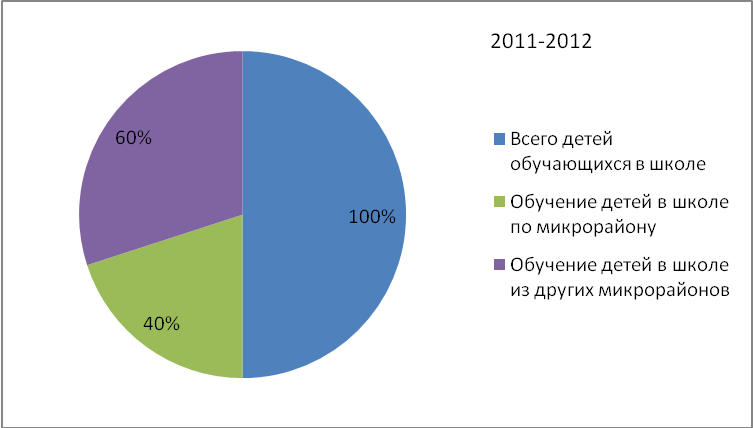 2011-2012
60%
100%
40%
Всего детей
обучающихся в школе
Обучение детей в школе
по микрорайону
Обучение детей в школе
из других микрорайонов